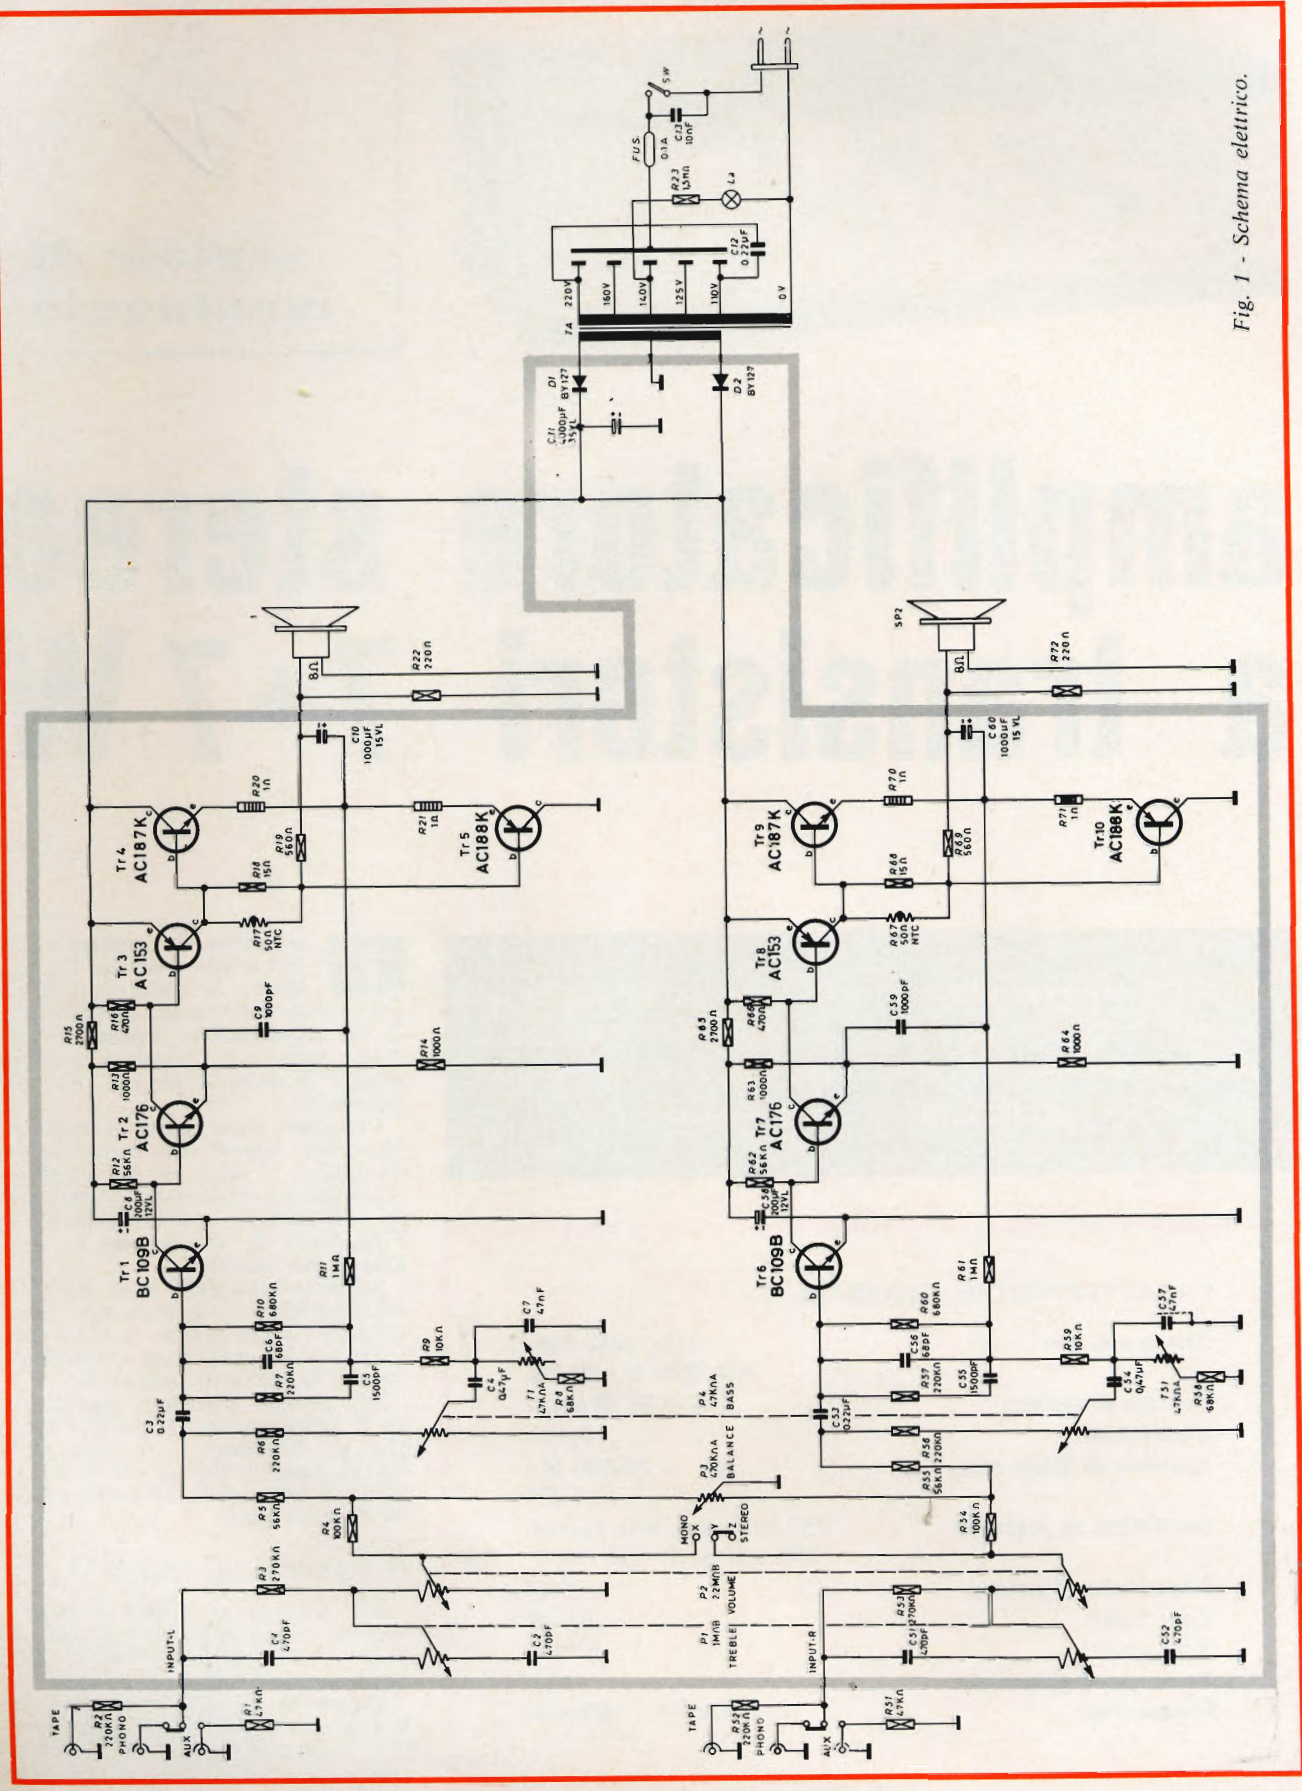 TAPE
R2
220KΩ
PHONO
AUX
R1
47KΩ
INPUT-L
C1
470pF
R3
270KΩ
C2
470pF
P1
1MΩB
TREBLE
P2
2.2MΩB
VOLUME
R4
100KΩ
R5
56KΩ
R6
220KΩ
C3
0.22µF
R7
220KΩ
C6
68pF
C5
1500pF
R10
680KΩ
R9
10KΩ
C4
0,47µF
T1
47KΩA
R8
68KΩ
C7
47nF
P4
47KΩA
BASS
P3
470KΩA
BALANCE
MONO
X
Y
Z
STEREO
Tr1
BC109B
b
c
e
R11
1MΩ
C8
200µF
12VL
R12
56KΩ
Tr2
AC176
b
c
e
R13
1000Ω
R14
1000Ω
R15
2700Ω
R16
470Ω
C9
1000pF
Tr3
AC153
b
e
c
R17
50Ω
NTC
R18
15Ω
R19
560Ω
Tr4
AC187K
b
c
e
R20
1Ω
R21
1Ω
Tr5
AC188K
b
e
c
C10
1000µF
15VL
R22
220Ω
8Ω
1
C11
4000µF
35VL
D1
BY127
D2
BY127
TA
220V
160V
140V
125V
110V
0V
C12
0.22µF
R23
1,5MΩ
La
FUS.
0.1A
C13
10nF
SW
~
~
TAPE
R52
220KΩ
PHONO
AUX
R51
47KΩ
INPUT-R
C51
470pF
R53
270KΩ
C52
470pF
R54
100KΩ
R55
56KΩ
R56
220KΩ
C53
0.22µF
R57
220KΩ
C56
68pF
C55
1500pF
R60
680KΩ
R59
10KΩ
C54
0,47µF
T51
47KΩA
R58
68KΩ
C57
47nF
Tr6
BC109B
b
c
e
R61
1MΩ
C58
200µF
12VL
R62
56KΩ
Tr7
AC176
b
c
e
R63
1000Ω
R64
1000Ω
R65
2700Ω
R66
470Ω
C59
1000pF
Tr8
AC153
b
e
c
R67
50Ω
NTC
R68
15Ω
R69
560Ω
Tr9
AC187K
b
c
e
R70
1Ω
R71
1Ω
Tr10
AC188K
b
e
c
C60
1000µF
15VL
R72
220Ω
8Ω
SP2
Fig. 1 - Schema elettrico.